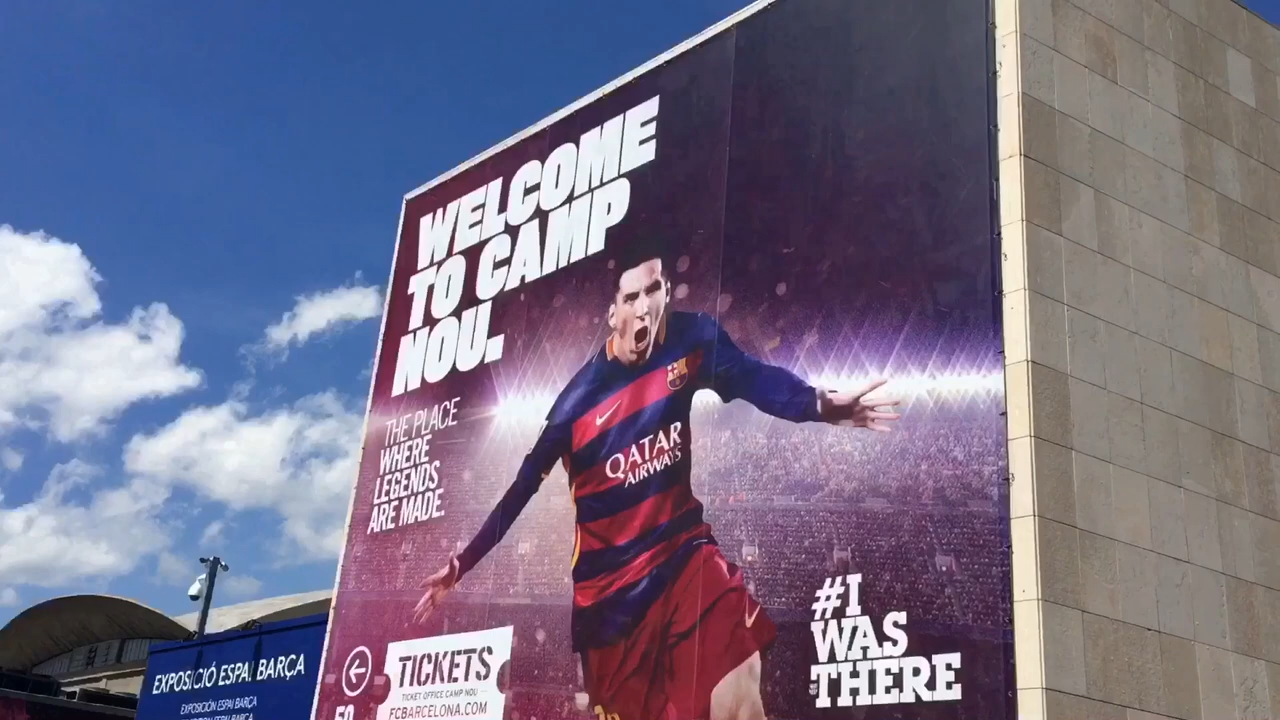 WELCOME
TO CAMP
NOU.
THE PLACE
WHERE
LEGENDS
ARE MADE.
QATAR
AIRWAYS
#I
WAS
THERE
TICKETS
TICKET OFFICE CAMP NOU
FCBARCELONA.COM
EXPOSICIÓ ESPAI BARÇA
EXPOSICIÓN ESPAI BARÇA